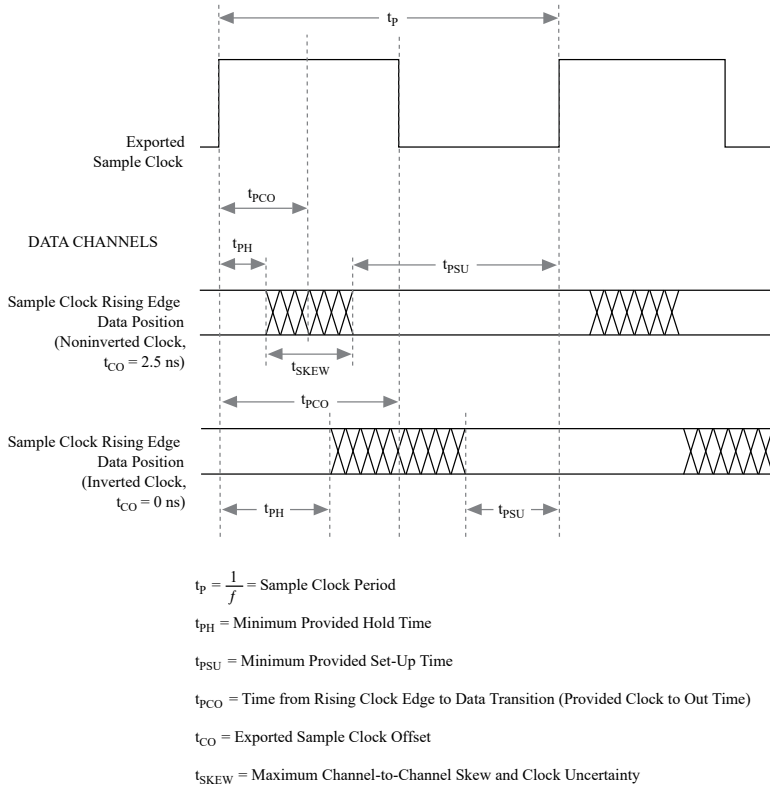 tP
Exported
Sample Clock
tPCO
DATA CHANNELS
tPH
tPSU
Sample Clock Rising Edge
Data Position
(Noninverted Clock,
tCO = 2.5 ns)
tSKEW
tPCO
Sample Clock Rising Edge
Data Position
(Inverted Clock,
tCO = 0 ns)
tPH
tPSU
tP = 1/f = Sample Clock Period
tPH = Minimum Provided Hold Time
tPSU = Minimum Provided Set-Up Time
tPCO = Time from Rising Clock Edge to Data Transition (Provided Clock to Out Time)
tCO = Exported Sample Clock Offset
tSKEW = Maximum Channel-to-Channel Skew and Clock Uncertainty